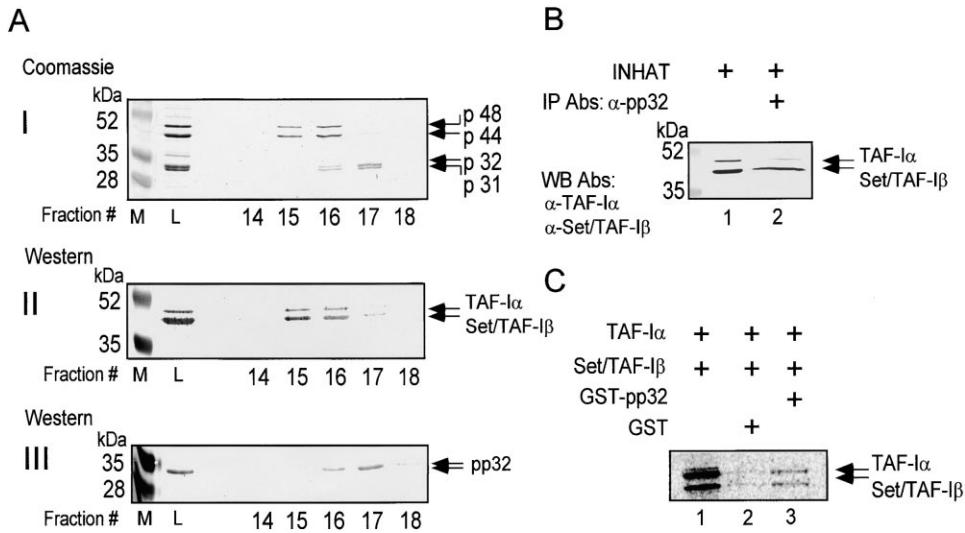 A
Coomassie
kDa
I
52
35
28
p 48
p 44
p 32
p 31
Fraction # M L 14 15 16 17 18
Western
kDa
II
52
35
TAF-Iα
Set/TAF-Iβ
Fraction # M L 14 15 16 17 18
Western
kDa
III
35
28
pp32
Fraction # M L 14 15 16 17 18
B
INHAT + +
IP Abs: α-pp32 +
kDa
52
35
TAF-Iα
Set/TAF-Iβ
WB Abs:
α-TAF-Iα
α-Set/TAF-Iβ
1 2
C
TAF-Iα + + +
Set/TAF-Iβ + + +
GST-pp32 +
GST +
TAF-Iα
Set/TAF-Iβ
1 2 3